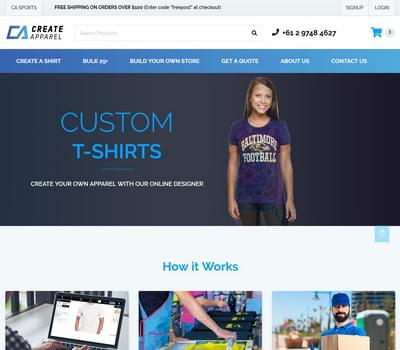 CA SPORTS
FREE SHIPPING ON ORDERS OVER $100 (Enter code "freepost" at checkout)
SIGNUP
LOGIN
CA CREATE
APPAREL
Search Products
+61 2 9748 4627
CREATE A SHIRT
BULK 25+
BUILD YOUR OWN STORE
GET A QUOTE
ABOUT US
CONTACT US
CUSTOM
T-SHIRTS
CREATE YOUR OWN APPAREL WITH OUR ONLINE DESIGNER
BALTIMORE
FOOTBALL
How it Works